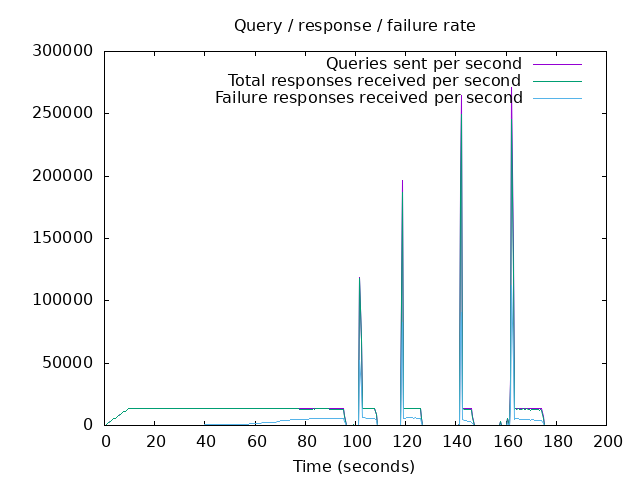 Query / response / failure rate
300000
250000
200000
150000
100000
50000
0
Queries sent per second
Total responses received per second
Failure responses received per second
0 20 40 60 80 100 120 140 160 180 200
Time (seconds)